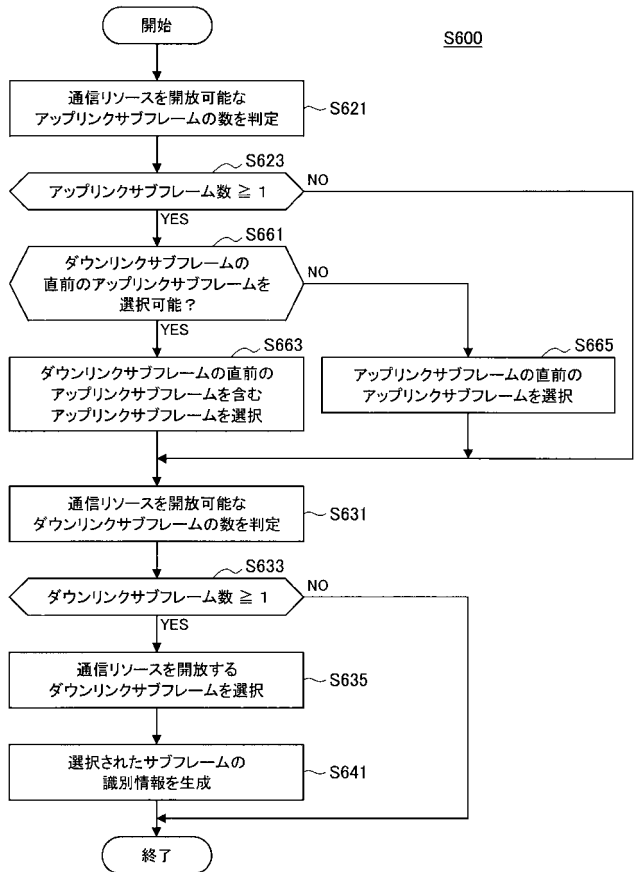 開始
S600
通信リソースを開放可能な
アップリンクサブフレームの数を判定
S621
S623
アップリンクサブフレーム数 ≧ 1
NO
YES
S661
ダウンリンクサブフレームの
直前のアップリンクサブフレームを
選択可能?
NO
YES
S663
ダウンリンクサブフレームの直前の
アップリンクサブフレームを含む
アップリンクサブフレームを選択
S665
アップリンクサブフレームの直前の
アップリンクサブフレームを選択
通信リソースを開放可能な
ダウンリンクサブフレームの数を判定
S631
S633
ダウンリンクサブフレーム数 ≧ 1
NO
YES
通信リソースを開放する
ダウンリンクサブフレームを選択
S635
選択されたサブフレームの
識別情報を生成
S641
終了